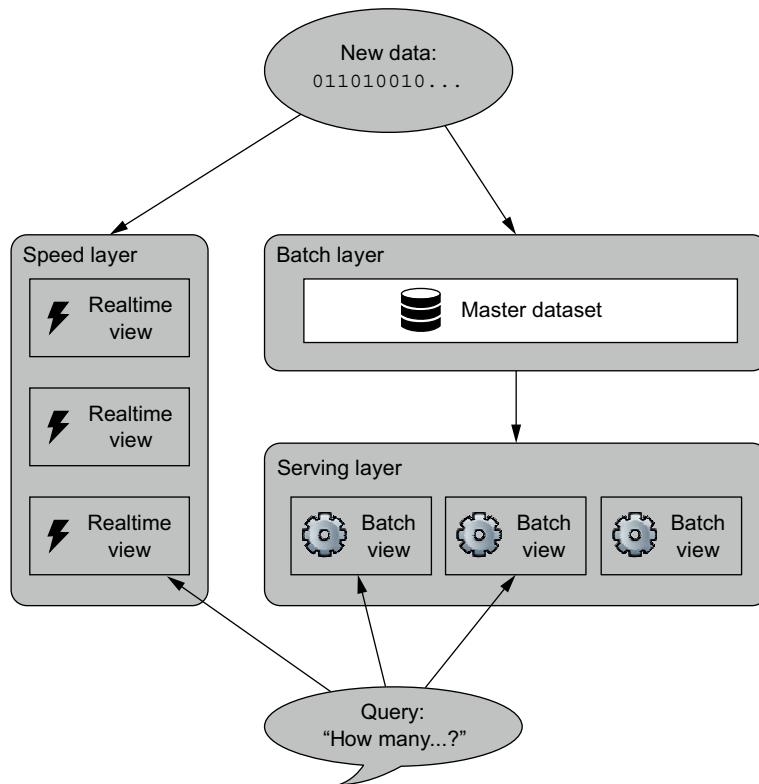 New data:
011010010...
Speed layer
Realtime
view
Realtime
view
Realtime
view
Batch layer
Master dataset
Serving layer
Batch
view
Batch
view
Batch
view
Query:
“How many...?”